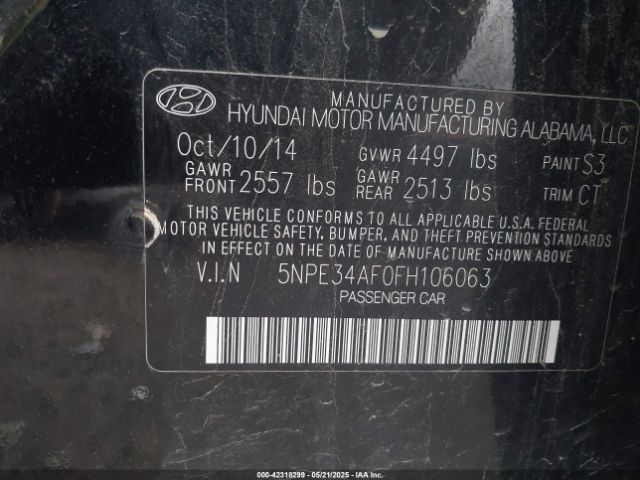 MANUFACTURED BY
HYUNDAI MOTOR MANUFACTURING ALABAMA, LLC
Oct/10/14 GVWR 4497 lbs PAINT S3
GAWR FRONT 2557 lbs GAWR REAR 2513 lbs TRIM CT
THIS VEHICLE CONFORMS TO ALL APPLICABLE U.S.A. FEDERAL
MOTOR VEHICLE SAFETY, BUMPER, AND THEFT PREVENTION STANDARDS
IN EFFECT ON THE DATE OF MANUFACTURE SHOWN ABOVE.
V.I.N 5NPE34AF0FH106063
PASSENGER CAR
000-42318299 - 05/21/2025 - IAA Inc.